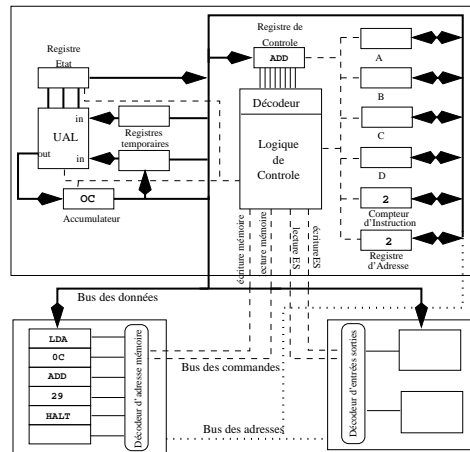 Registre de
Controle
ADD
Registre
Etat
A
B
C
D
2
Compteur
d'Instruction
2
Registre
d'Adresse
Décodeur
Logique
de
Controle
in
UAL
in
out
Registres
temporaires
OC
Accumulateur
écriture mémoire
lecture mémoire
lecture ES
écriture ES
Bus des données
LDA
0C
ADD
29
HALT
Décodeur d'adresse mémoire
Bus des commandes
Bus des adresses
Décodeur d'entrées sorties